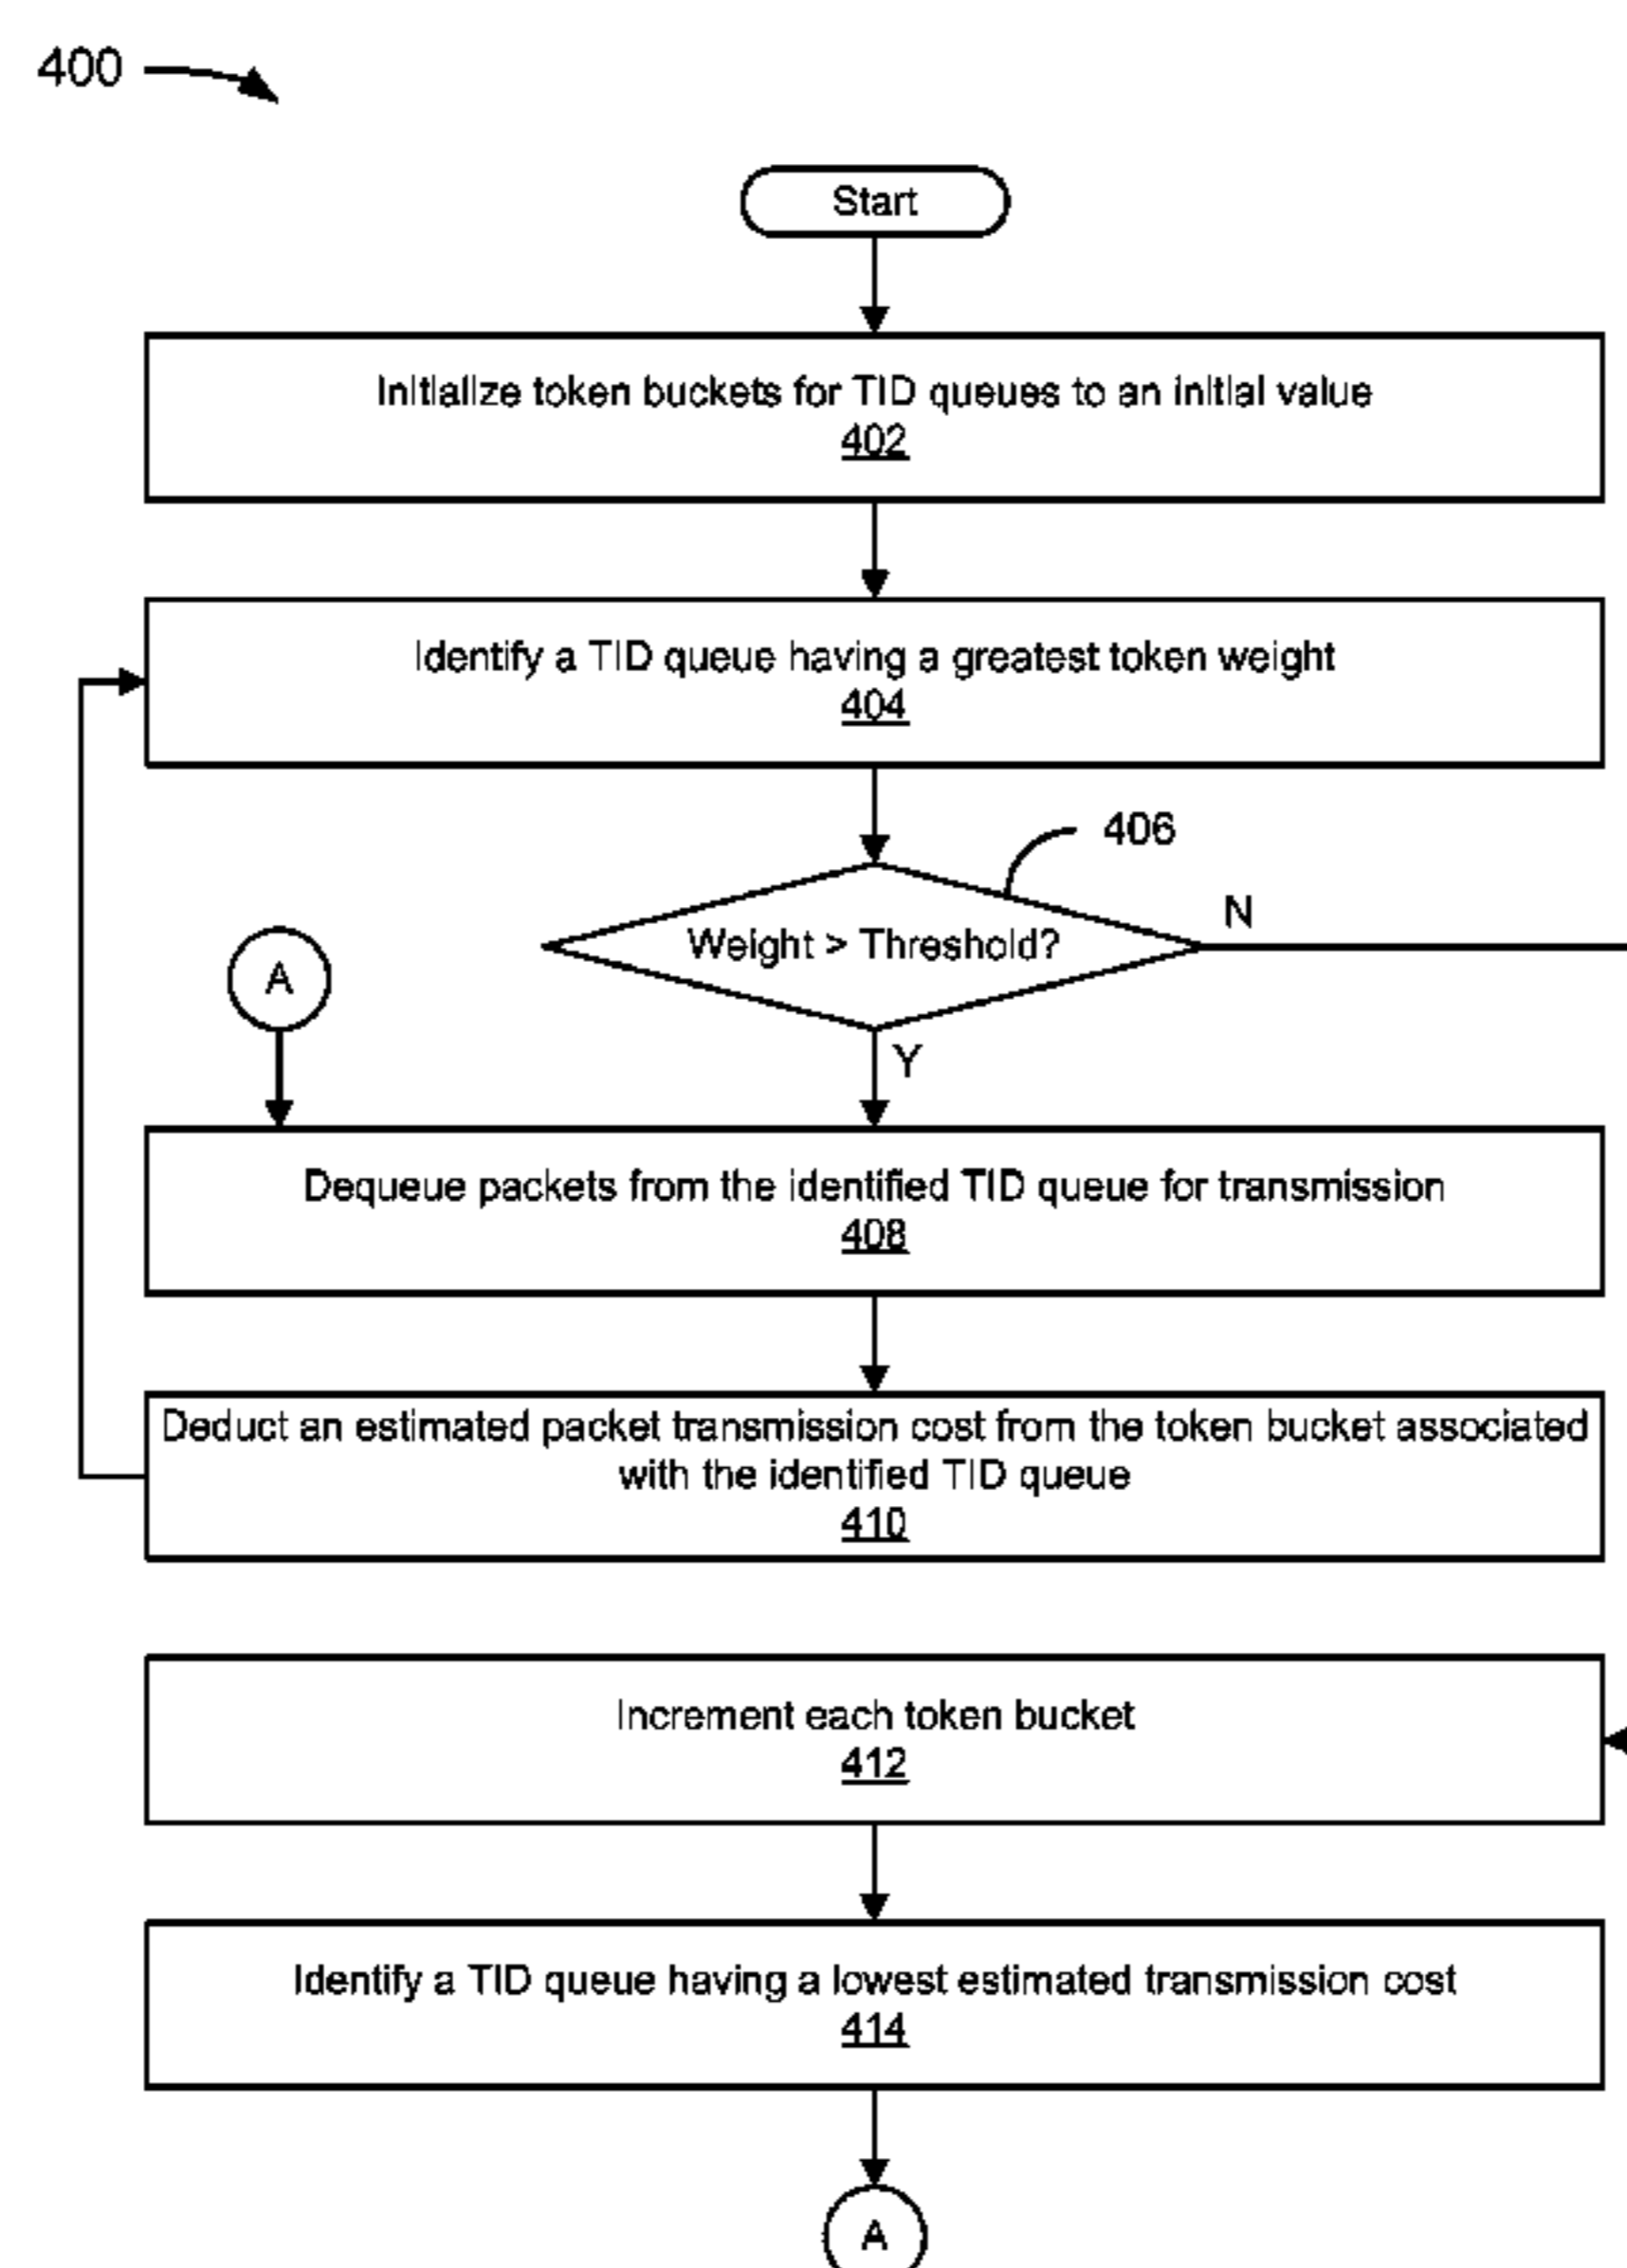 400
Start
Initialize token buckets for TID queues to an initial value
402
Identify a TID queue having a greatest token weight
404
406
Weight > Threshold?
N
A
Y
Dequeue packets from the identified TID queue for transmission
408
Deduct an estimated packet transmission cost from the token bucket associated
with the identified TID queue
410
Increment each token bucket
412
Identify a TID queue having a lowest estimated transmission cost
414
A